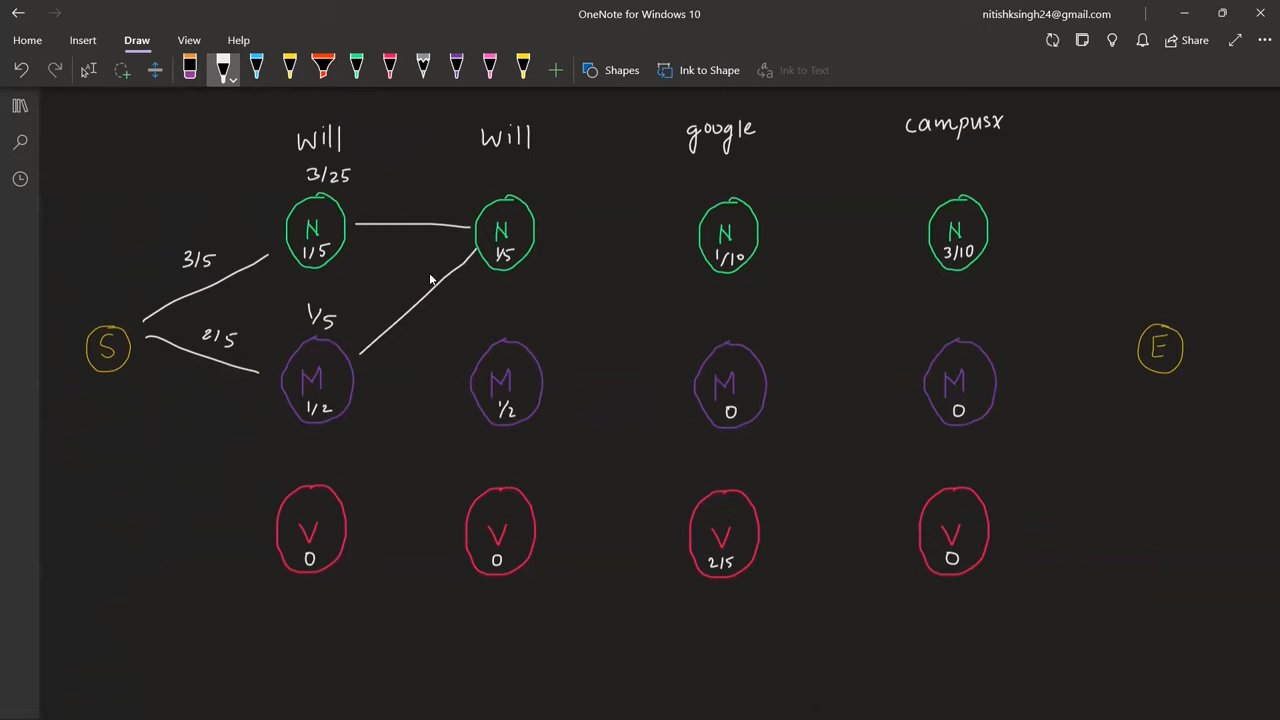 OneNote for Windows 10
nitishksingh24@gmail.com
Home Insert Draw View Help
Share
Shapes
Ink to Shape
Ink to Text
Will Will google campusx
3/25
N N N N
1/5 1/5 1/10 3/10
3/5
1/5
2/5
S E
M M M M
1/2 1/2 0 0
V V V V
0 0 2/5 0